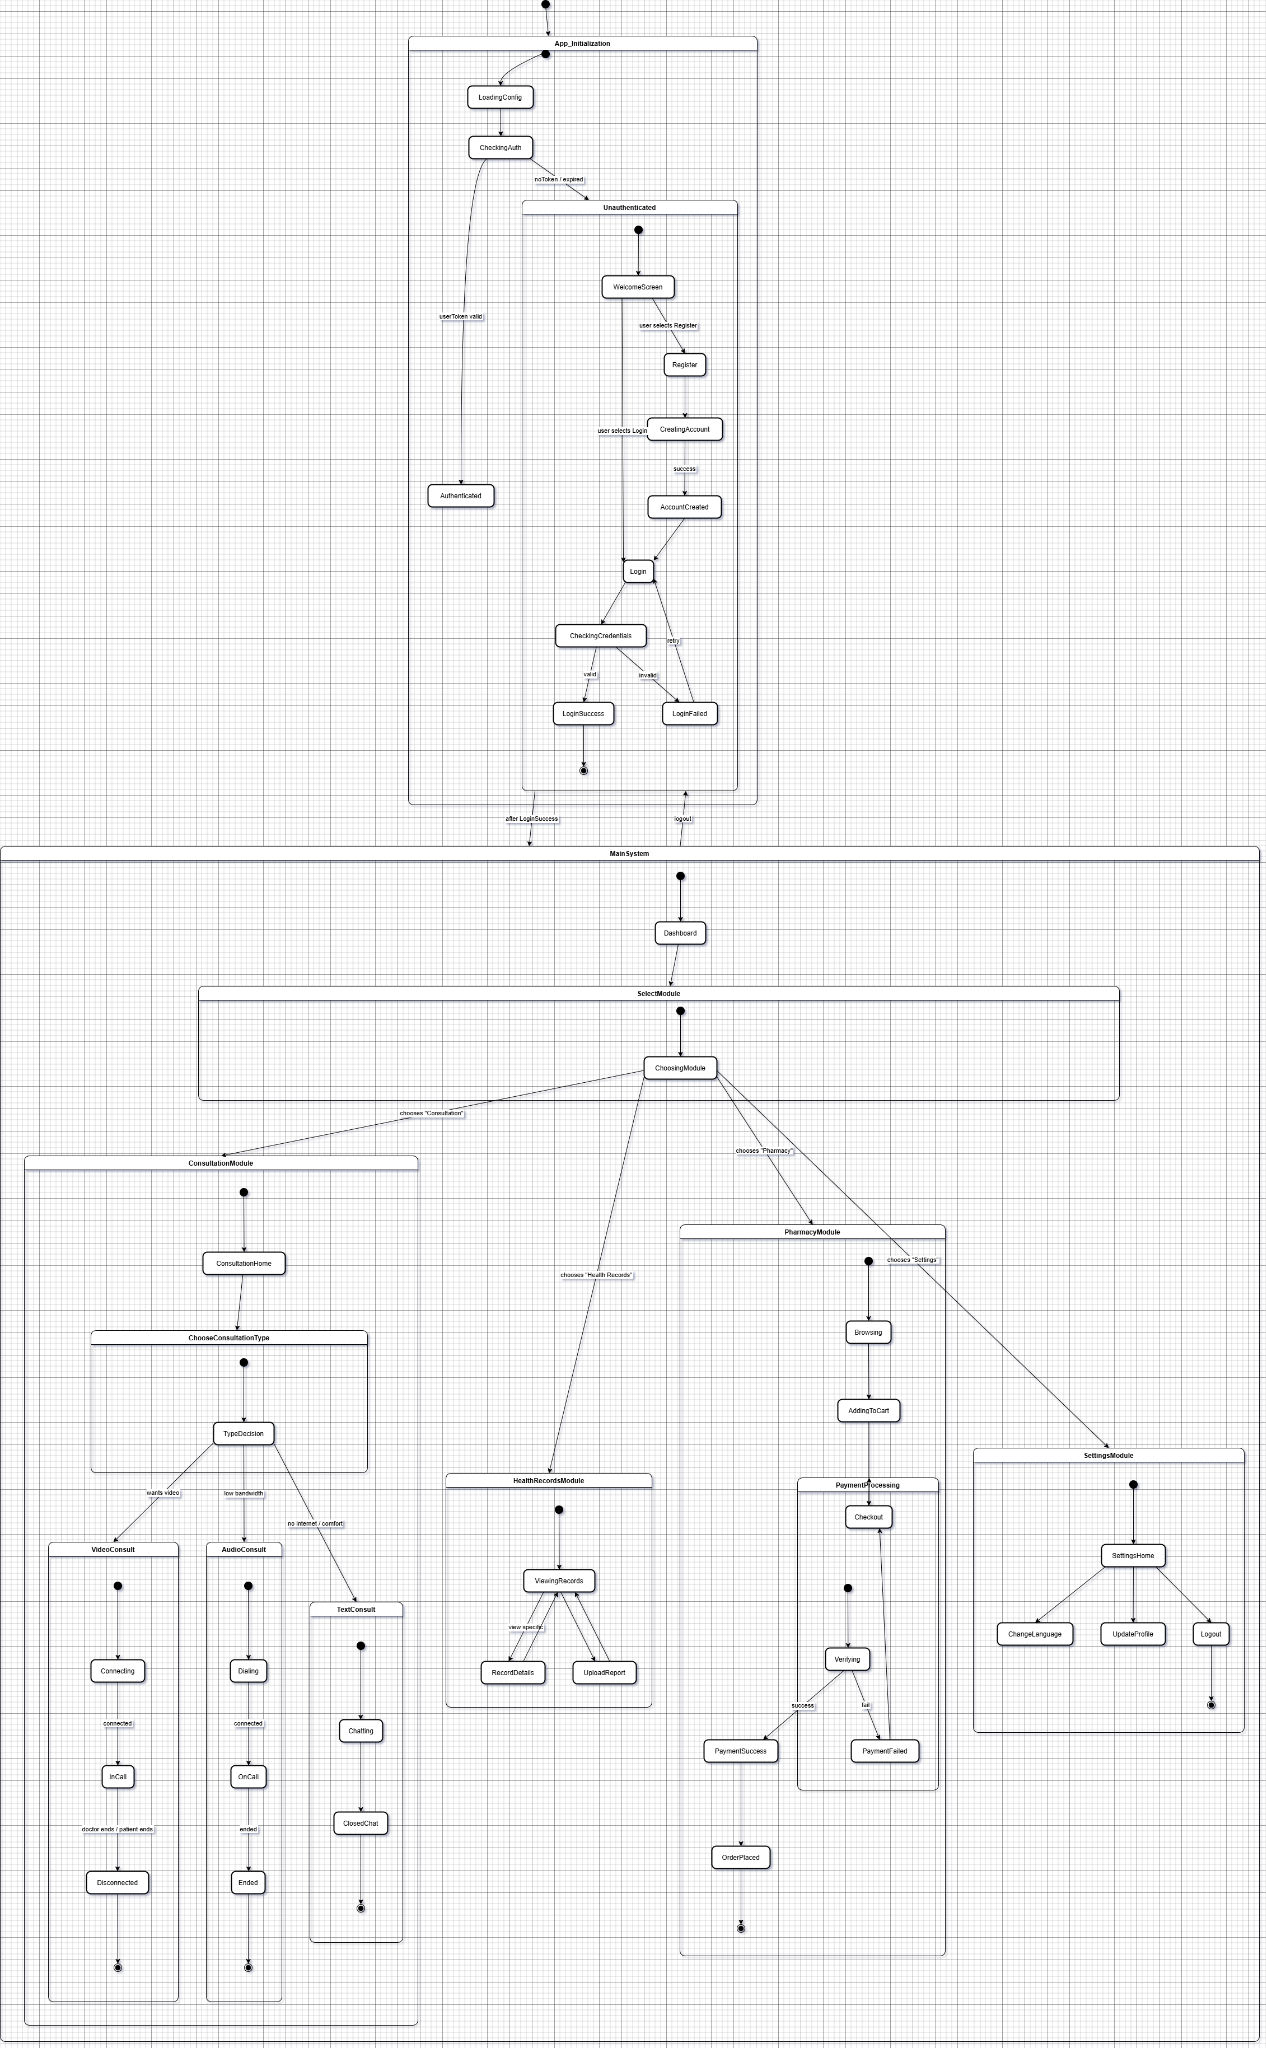 App_Initialization
LoadingConfig
CheckingAuth
noToken / expired
Unauthenticated
WelcomeScreen
userToken valid
user selects Register
Register
user selects Login
CreatingAccount
success
Authenticated
AccountCreated
Login
CheckingCredentials
retry
valid
invalid
LoginSuccess
LoginFailed
after LoginSuccess
logout
MainSystem
Dashboard
SelectModule
ChoosingModule
chooses "Consultation"
chooses "Pharmacy"
ConsultationModule
PharmacyModule
ConsultationHome
chooses "Settings"
chooses "Health Records"
Browsing
ChooseConsultationType
AddingToCart
TypeDecision
SettingsModule
HealthRecordsModule
PaymentProcessing
wants video
low bandwidth
no internet / comfort
Checkout
VideoConsult
AudioConsult
SettingsHome
ViewingRecords
TextConsult
view specific
ChangeLanguage
UpdateProfile
Logout
Verifying
Connecting
Dialing
RecordDetails
UploadReport
success
fail
connected
connected
Chatting
PaymentSuccess
PaymentFailed
InCall
OnCall
ClosedChat
doctor ends / patient ends
ended
OrderPlaced
Disconnected
Ended